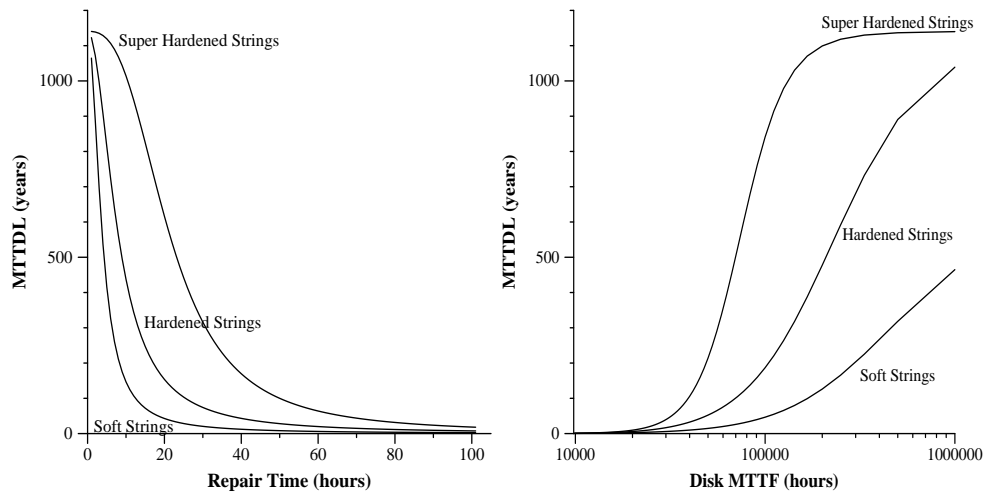 Super Hardened Strings
Hardened Strings
Soft Strings
MTTDL (years)
1000
500
0
0
20
40
60
80
100
Repair Time (hours)
Super Hardened Strings
Hardened Strings
Soft Strings
MTTDL (years)
1000
500
0
10000
100000
1000000
Disk MTTF (hours)